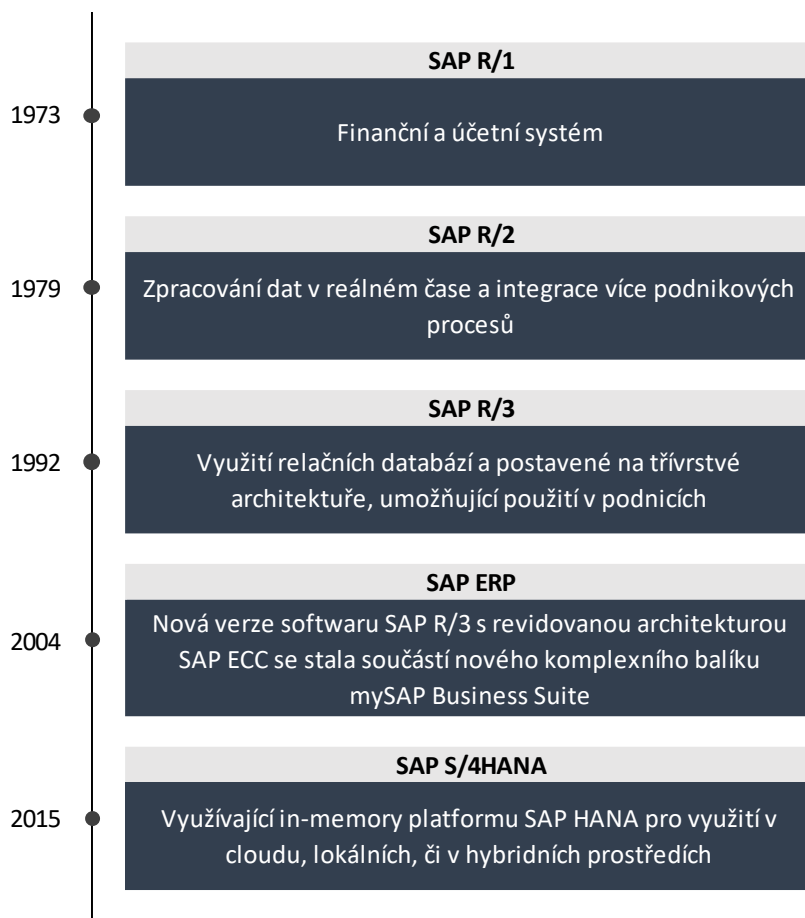 SAP R/1
1973
Finanční a účetní systém
SAP R/2
1979
Zpracování dat v reálném čase a integrace více podnikových
procesů
SAP R/3
1992
Využití relačních databází a postavené na třívrstvé
architektuře, umožňující použití v podnicích
SAP ERP
2004
Nová verze softwaru SAP R/3 s revidovanou architekturou
SAP ECC se stala součástí nového komplexního balíku
mySAP Business Suite
SAP S/4HANA
2015
Využívající in-memory platformu SAP HANA pro využití v
cloudu, lokálních, či v hybridních prostředích